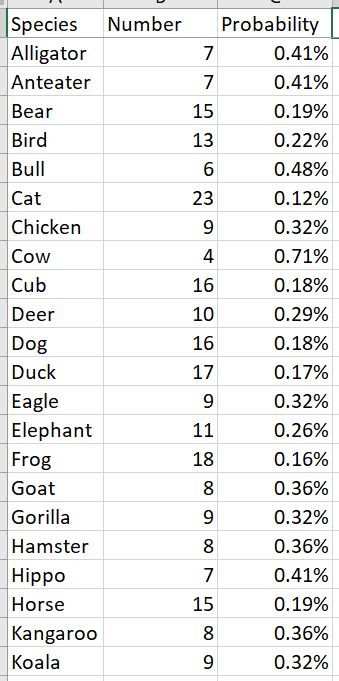 Species Number Probability
Alligator 7 0.41%
Anteater 7 0.41%
Bear 15 0.19%
Bird 13 0.22%
Bull 6 0.48%
Cat 23 0.12%
Chicken 9 0.32%
Cow 4 0.71%
Cub 16 0.18%
Deer 10 0.29%
Dog 16 0.18%
Duck 17 0.17%
Eagle 9 0.32%
Elephant 11 0.26%
Frog 18 0.16%
Goat 8 0.36%
Gorilla 9 0.32%
Hamster 8 0.36%
Hippo 7 0.41%
Horse 15 0.19%
Kangaroo 8 0.36%
Koala 9 0.32%